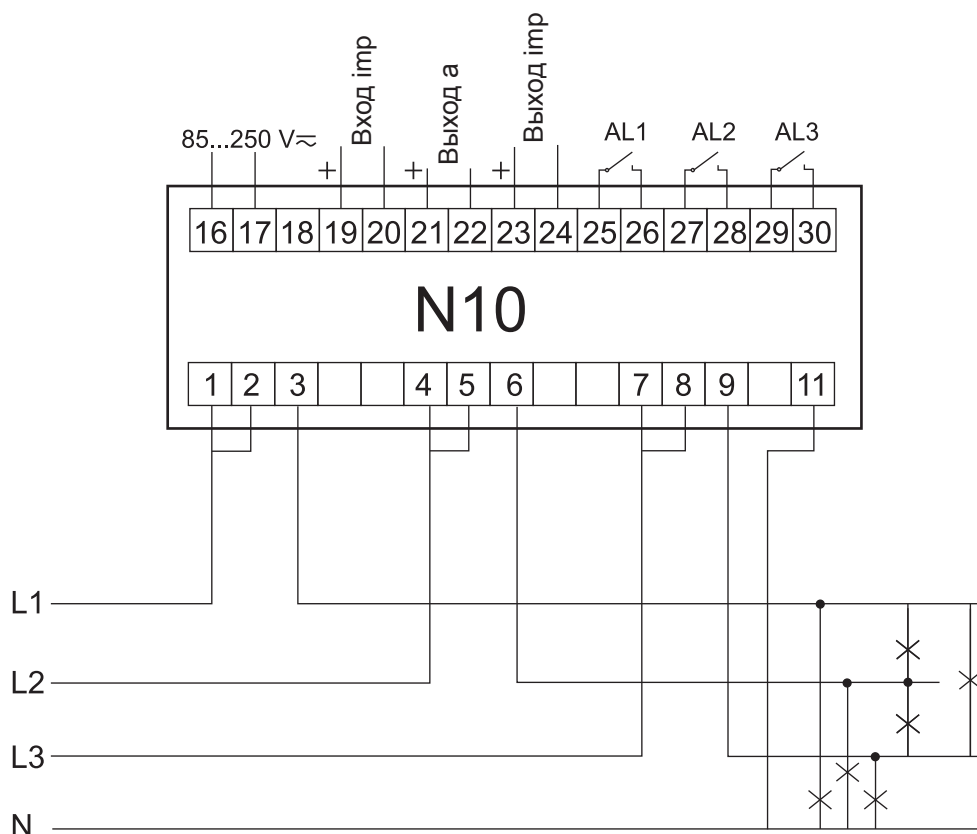 Вход imp
Выход a
Выход imp
85...250 V≂
AL1 AL2 AL3
+ + +
16 17 18 19 20 21 22 23 24 25 26 27 28 29 30
N10
1 2 3 4 5 6 7 8 9 11
L1
L2
L3
N